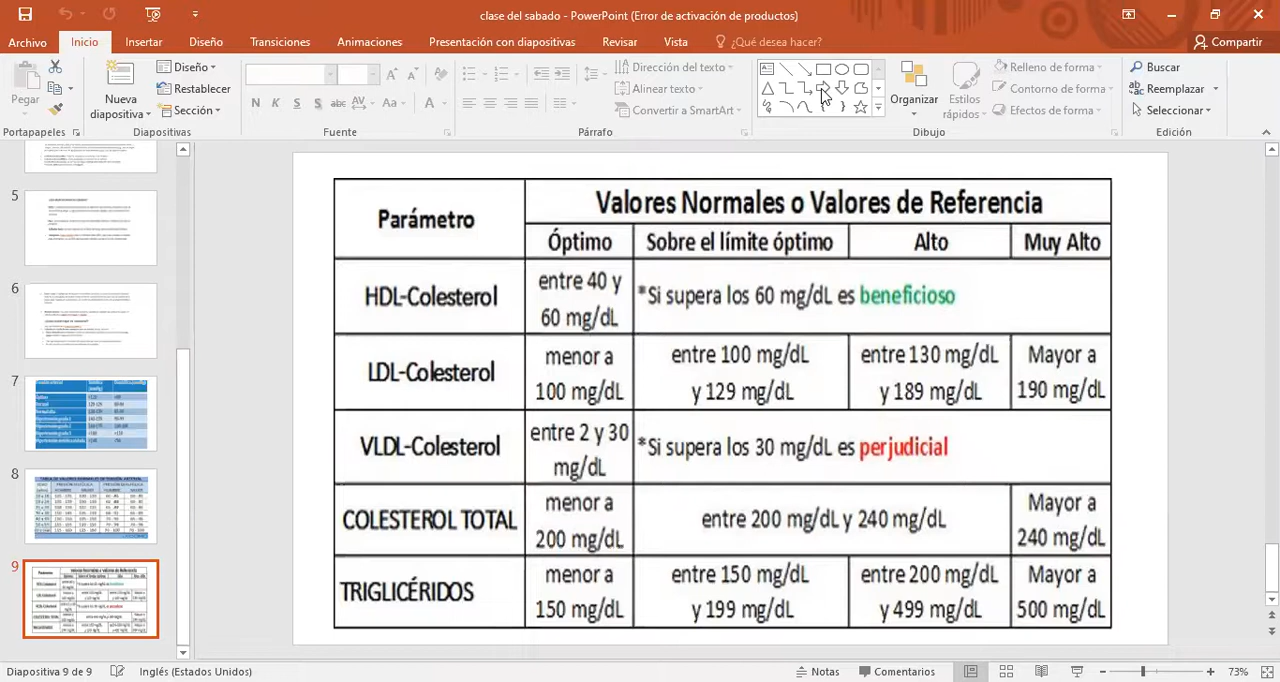 clase del sabado - PowerPoint (Error de activación de productos)
Archivo Inicio Insertar Diseño Transiciones Animaciones Presentación con diapositivas Revisar Vista ¿Qué desea hacer? Compartir
Pegar
Nueva diapositiva
Diseño
Restablecer
Sección
N K S S abc AV Aa A
Dirección del texto
Alinear texto
Convertir a SmartArt
Organizar
Estilos rápidos
Relleno de forma
Contorno de forma
Efectos de forma
Buscar
Reemplazar
Seleccionar
Portapapeles Diapositivas Fuente Párrafo Dibujo Edición
5
6
7
8
9
Parámetro
Valores Normales o Valores de Referencia
Óptimo Sobre el límite óptimo Alto Muy Alto
HDL-Colesterol
entre 40 y
60 mg/dL
*Si supera los 60 mg/dL es beneficioso
LDL-Colesterol
menor a
100 mg/dL
entre 100 mg/dL
y 129 mg/dL
entre 130 mg/dL
y 189 mg/dL
Mayor a
190 mg/dL
VLDL-Colesterol
entre 2 y 30
mg/dL
*Si supera los 30 mg/dL es perjudicial
COLESTEROL TOTAL
menor a
200 mg/dL
entre 200 mg/dL y 240 mg/dL
Mayor a
240 mg/dL
TRIGLICÉRIDOS
menor a
150 mg/dL
entre 150 mg/dL
y 199 mg/dL
entre 200 mg/dL
y 499 mg/dL
Mayor a
500 mg/dL
Diapositiva 9 de 9 Inglés (Estados Unidos) Notas Comentarios 73%